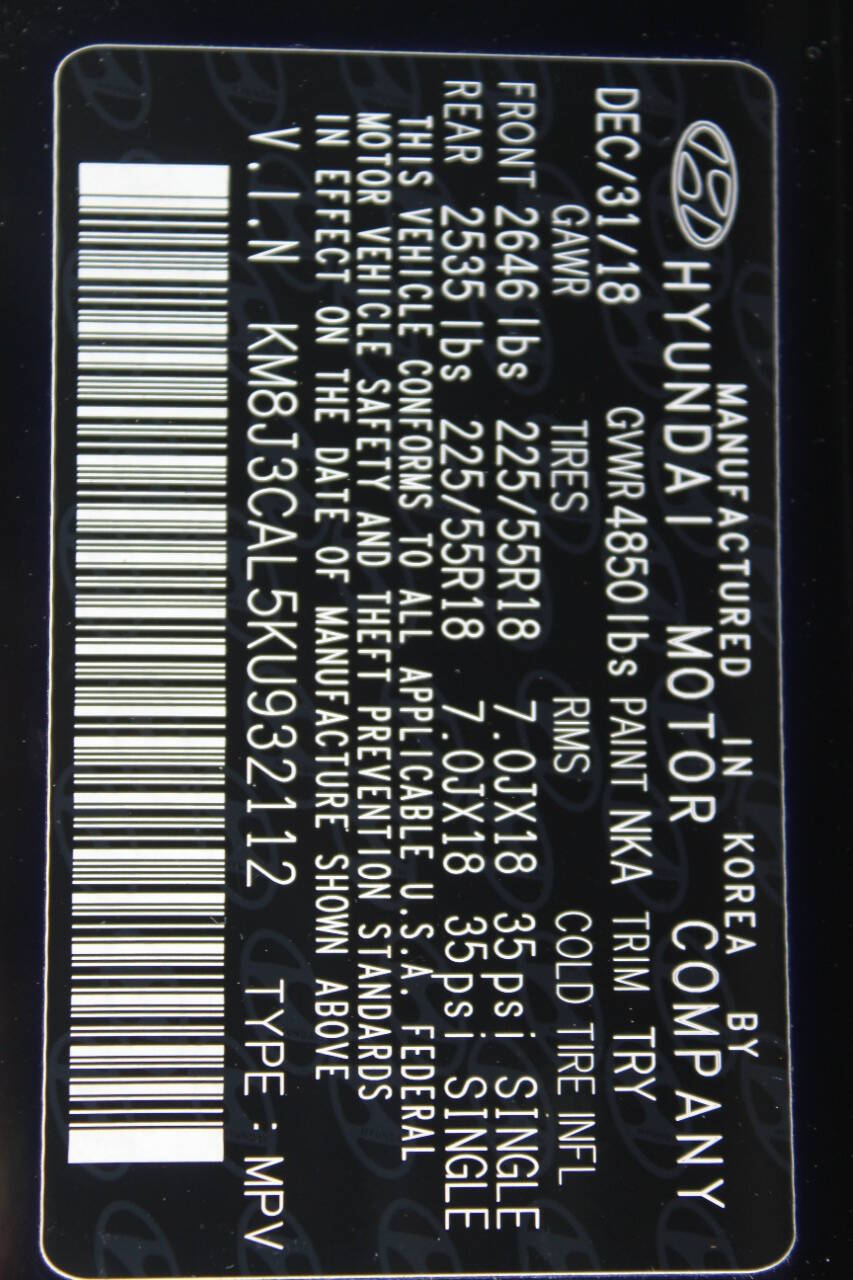 MANUFACTURED IN KOREA BY
HYUNDAI MOTOR COMPANY
DEC/31/18 GVWR 4850lbs PAINT NKA TRIM TRY
GAWR TIRES RIMS COLD TIRE INFL
FRONT 2646 lbs 225/55R18 7.0JX18 35psi SINGLE
REAR 2535 lbs 225/55R18 7.0JX18 35psi SINGLE
THIS VEHICLE CONFORMS TO ALL APPLICABLE U.S.A. FEDERAL
MOTOR VEHICLE SAFETY AND THEFT PREVENTION STANDARDS
IN EFFECT ON THE DATE OF MANUFACTURE SHOWN ABOVE
V.I.N KM8J3CAL5KU932112 TYPE : MPV